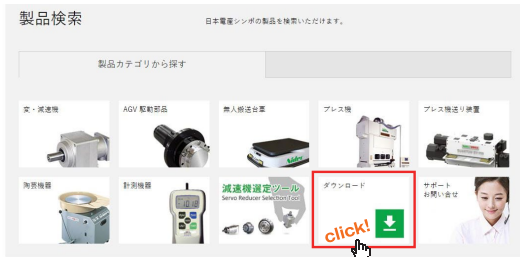 製品検索
日本電産シンポの製品を検索いただけます。
製品カテゴリから探す
変・減速機
AGV 駆動部品
無人搬送台車
プレス機
プレス機送り装置
陶芸機器
計測機器
減速機選定ツール
Servo Reducer Selection Tool
ダウンロード
サポート
お問い合せ
click!